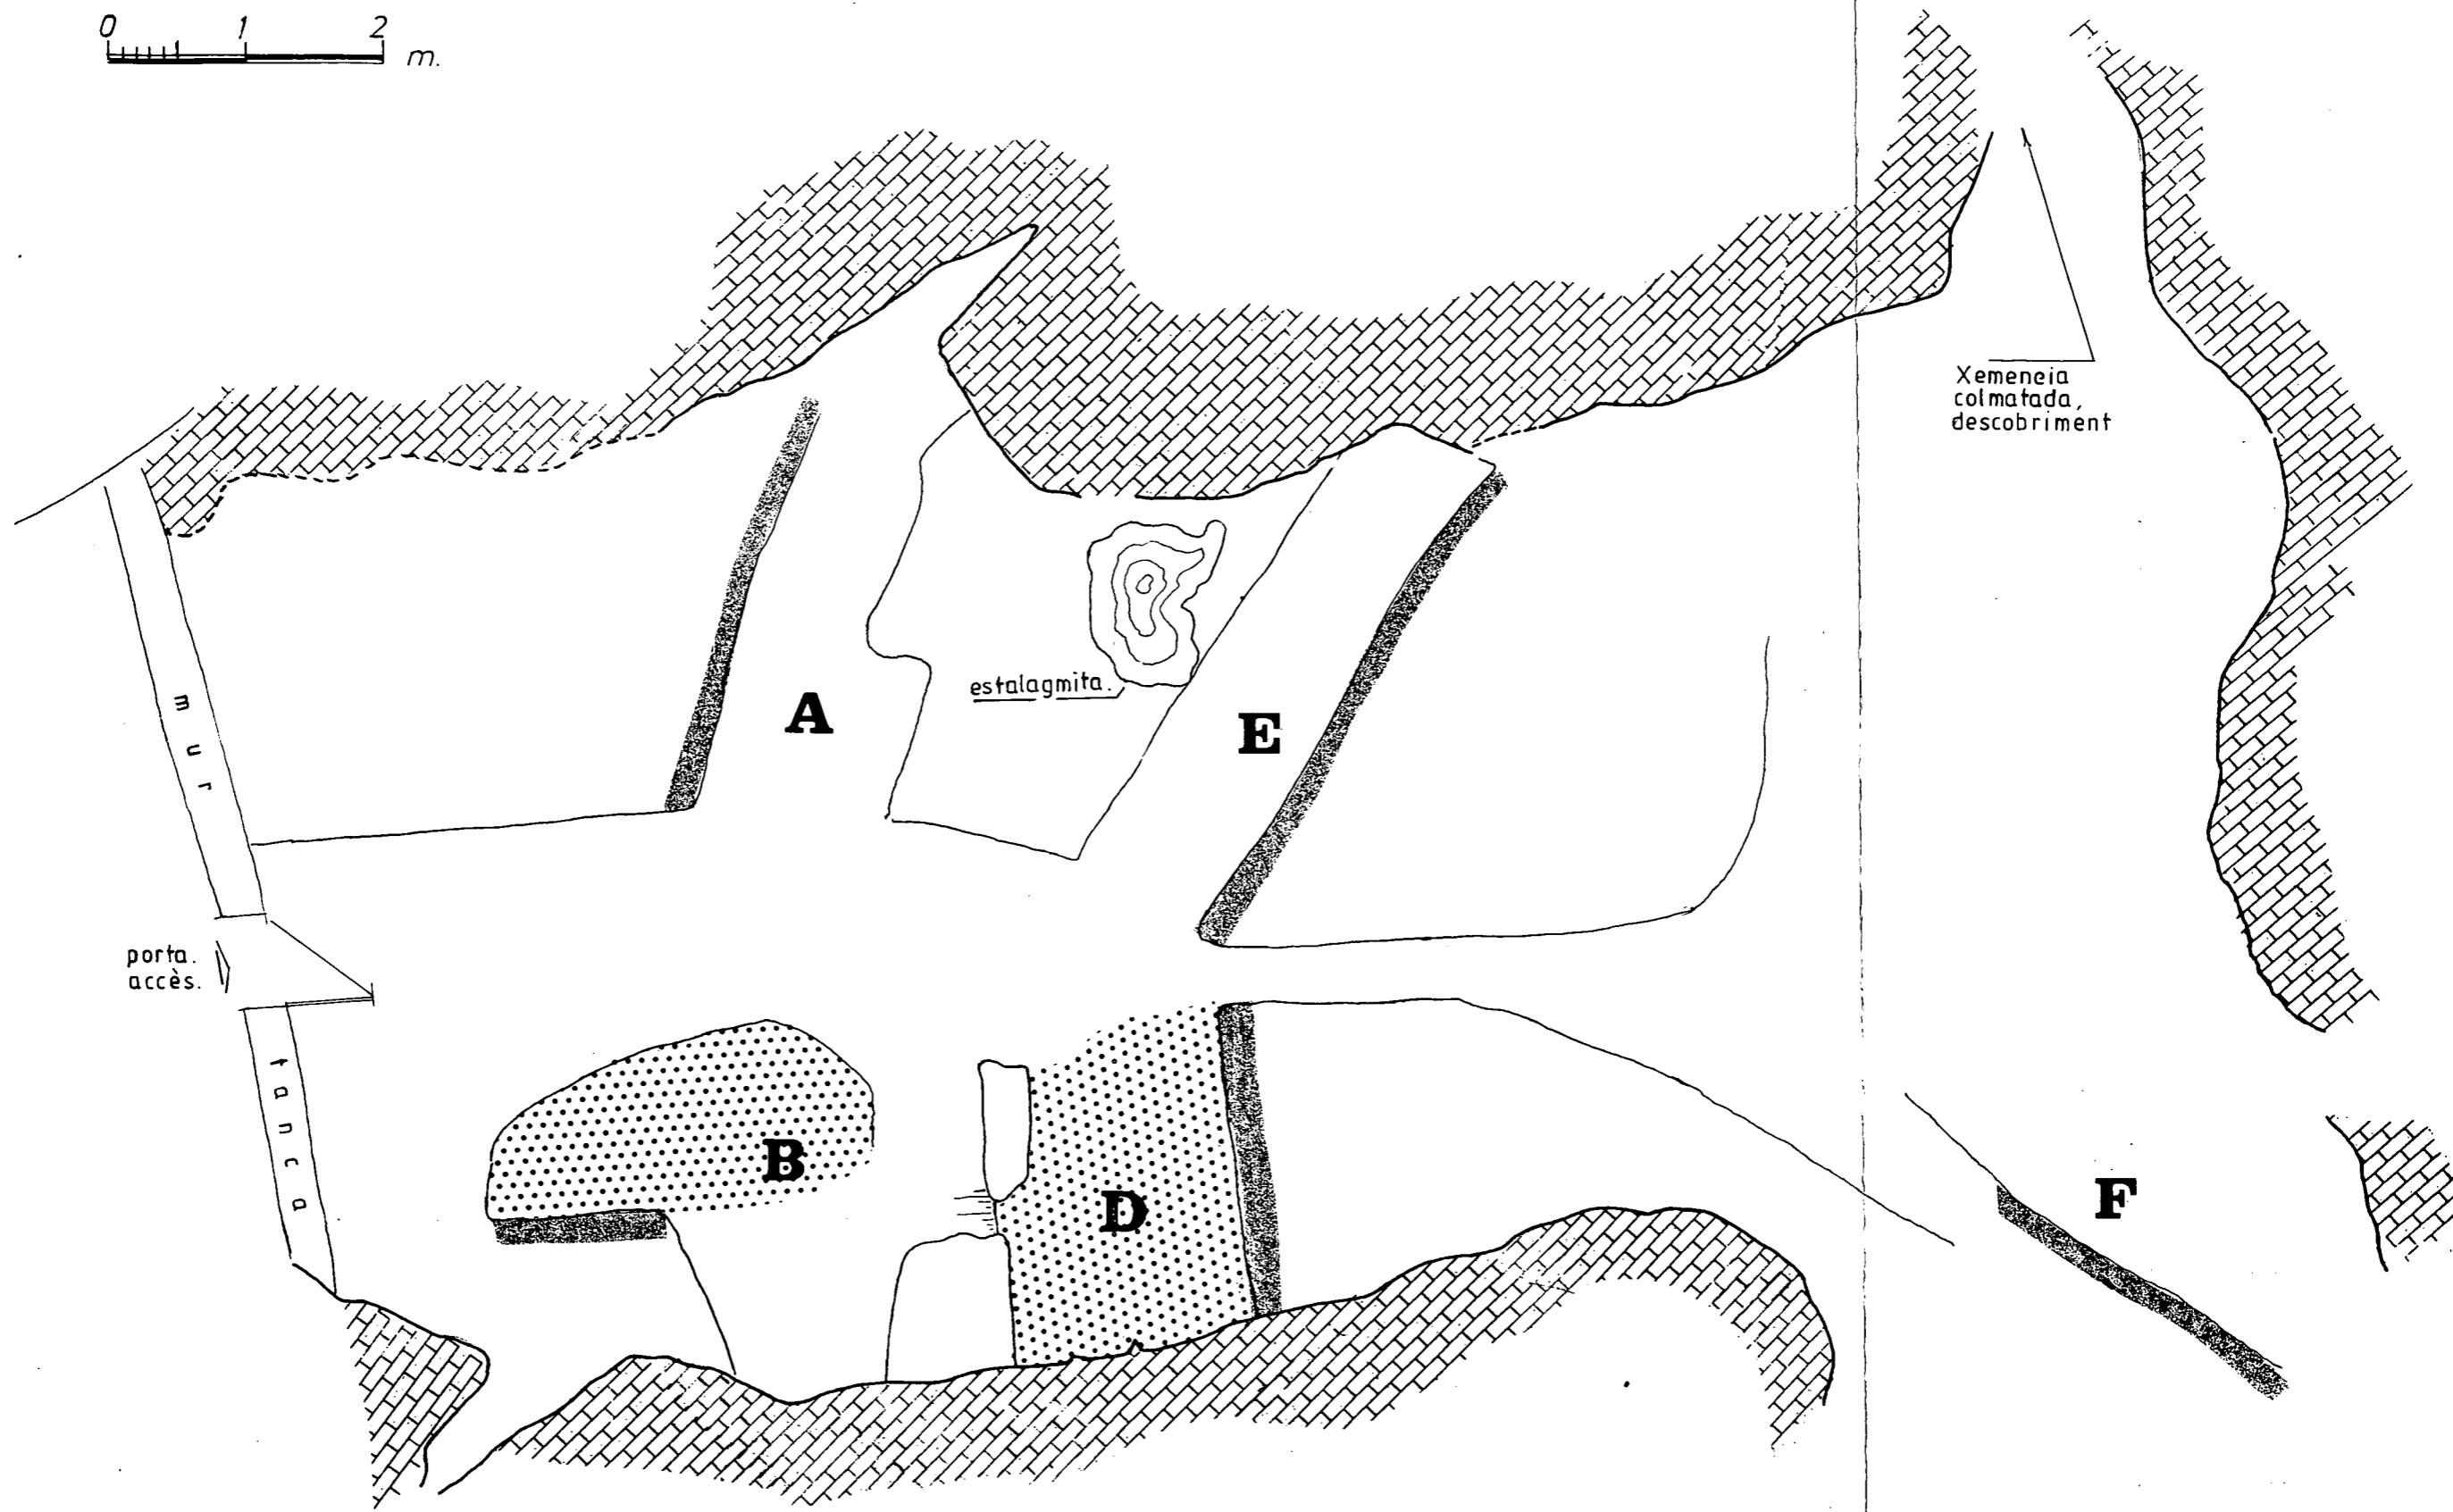 0 1 2 m.
Xemeneia
colmatada,
descobriment
estalagmita.
A
E
mur
porta.
accès.
tanca
B
D
F